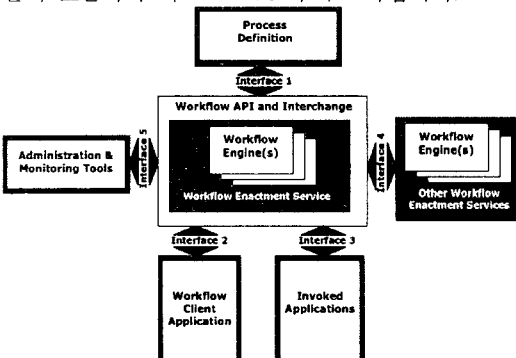 Process
Definition
Interface 1
Workflow API and Interchange
Workflow
Engine(s)
Workflow Enactment Service
Interface 5
Administration &
Monitoring Tools
Interface 4
Workflow
Engine(s)
Other Workflow
Enactment Services
Interface 2
Interface 3
Workflow
Client
Application
Invoked
Applications